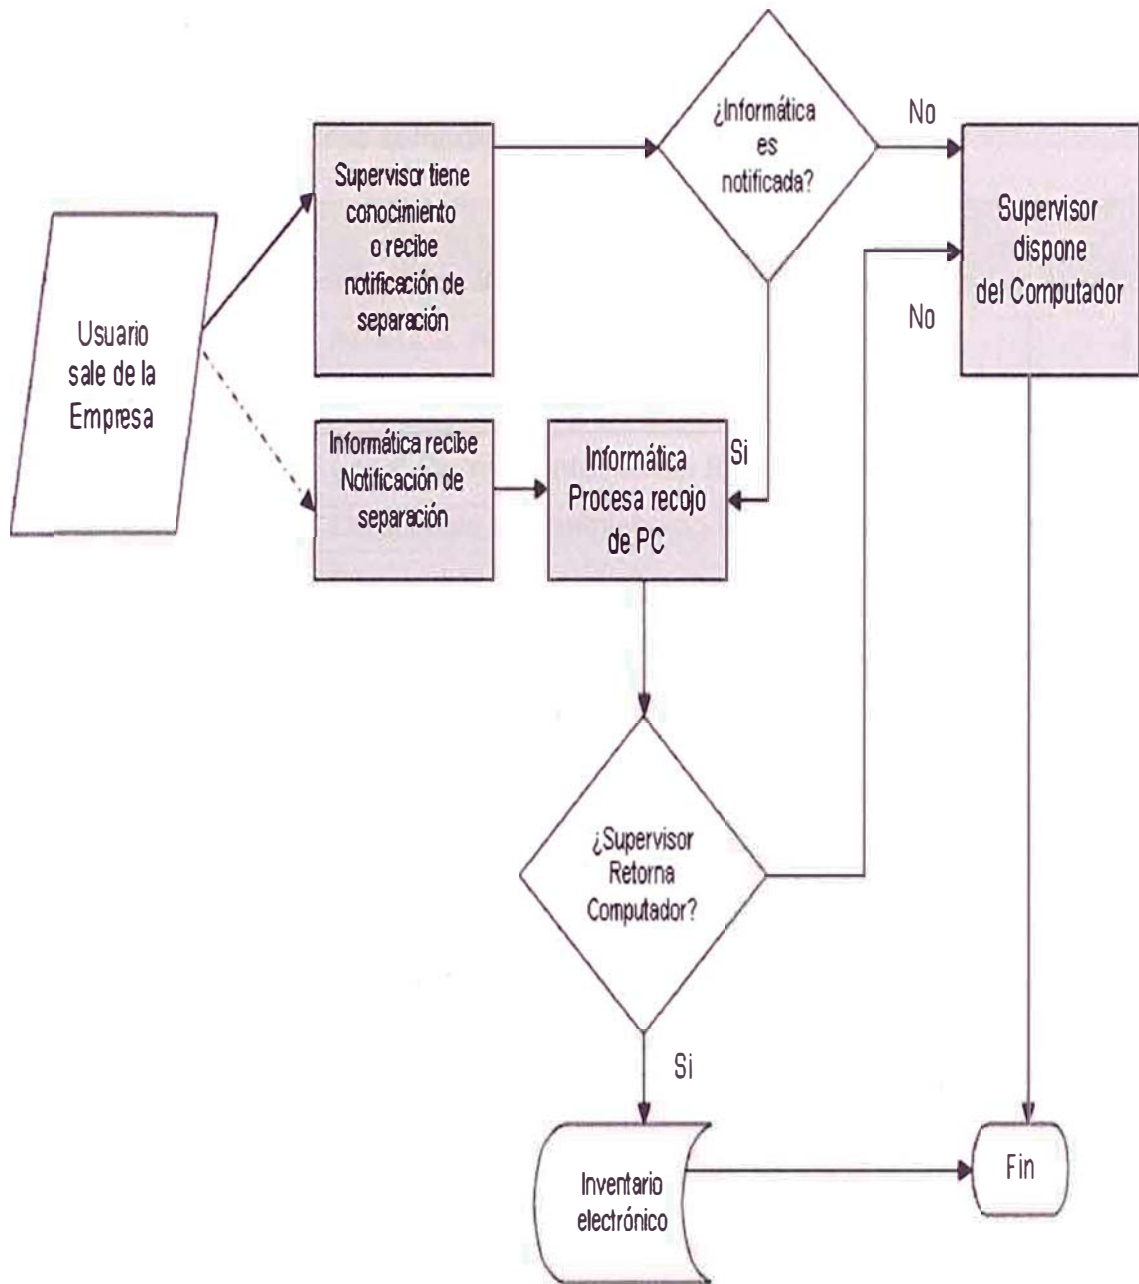 ¿Informática
es
notificada?
No
Supervisor tiene
conocimiento
o recibe
notificación de
separación
Supervisor
dispone
del Computador
No
Usuario
sale de la
Empresa
Informática recibe
Notificación de
separación
Informática
Procesa recojo
de PC
Si
¿Supervisor
Retorna
Computador?
Si
Inventario
electrónico
Fin